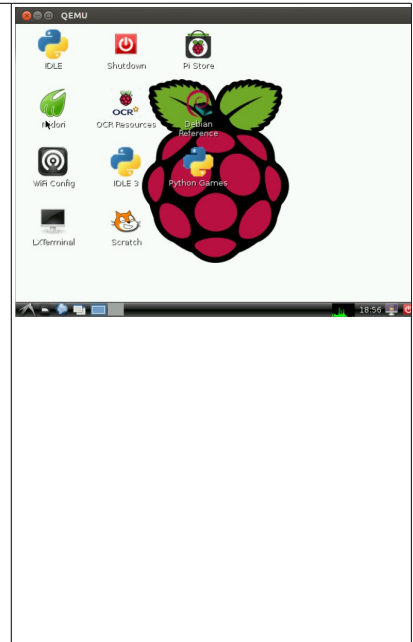 QEMU
IDLE
Shutdown
Pi Store
Midori
OCR
OCR Resources
Debian
Reference
WiFi Config
IDLE 3
Python Games
LXTerminal
Scratch
18:56